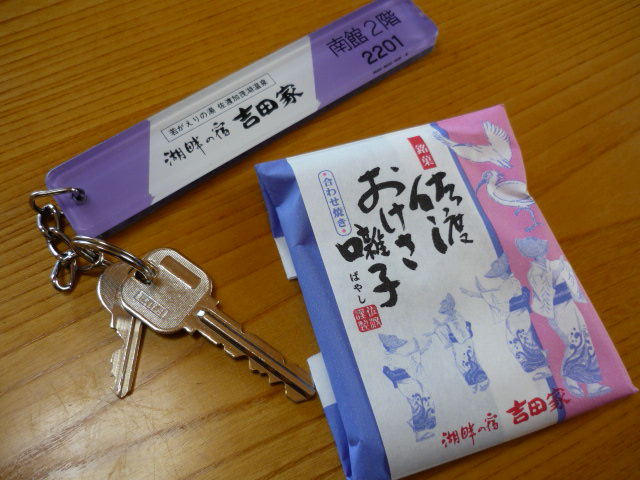 南館2階
2201
若がえりの湯 佐渡加茂湖温泉
湖畔の宿 吉田家
銘菓
佐渡
おけさ
囃子
ばやし
合わせ焼き
湖畔の宿 吉田家